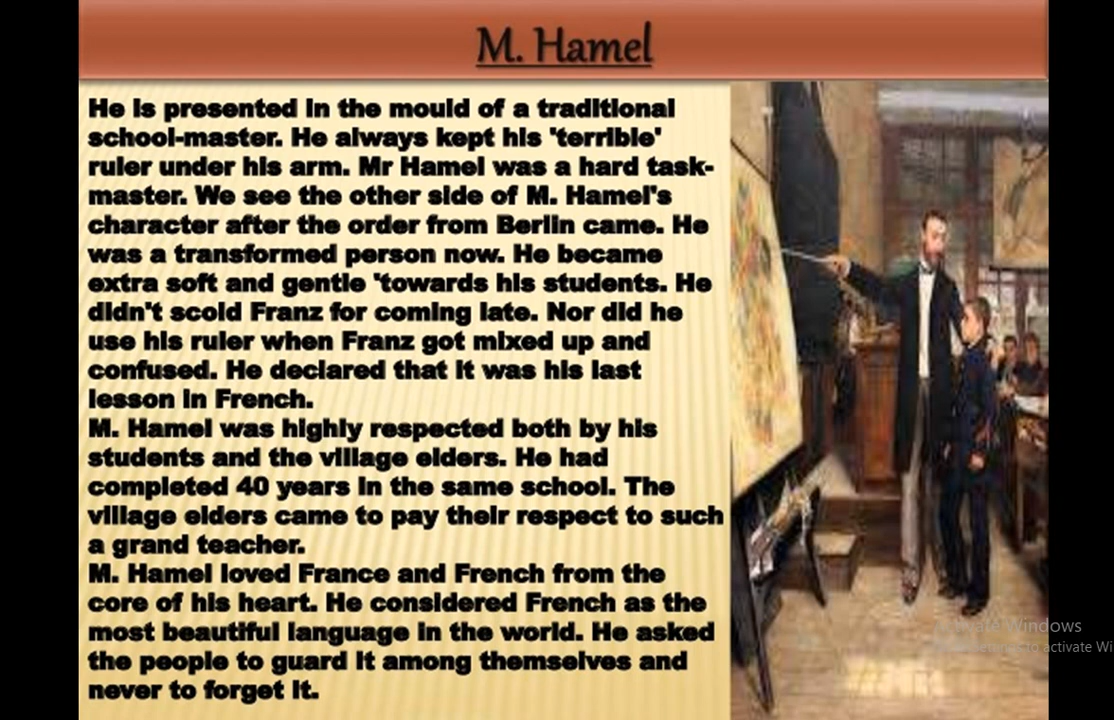 M. Hamel
He is presented in the mould of a traditional
school-master. He always kept his 'terrible'
ruler under his arm. Mr Hamel was a hard task-
master. We see the other side of M. Hamel's
character after the order from Berlin came. He
was a transformed person now. He became
extra soft and gentle 'towards his students. He
didn't scold Franz for coming late. Nor did he
use his ruler when Franz got mixed up and
confused. He declared that it was his last
lesson in French.
M. Hamel was highly respected both by his
students and the village elders. He had
completed 40 years in the same school. The
village elders came to pay their respect to such
a grand teacher.
M. Hamel loved France and French from the
core of his heart. He considered French as the
most beautiful language in the world. He asked
the people to guard it among themselves and
never to forget it.
Windows
to activate Wi